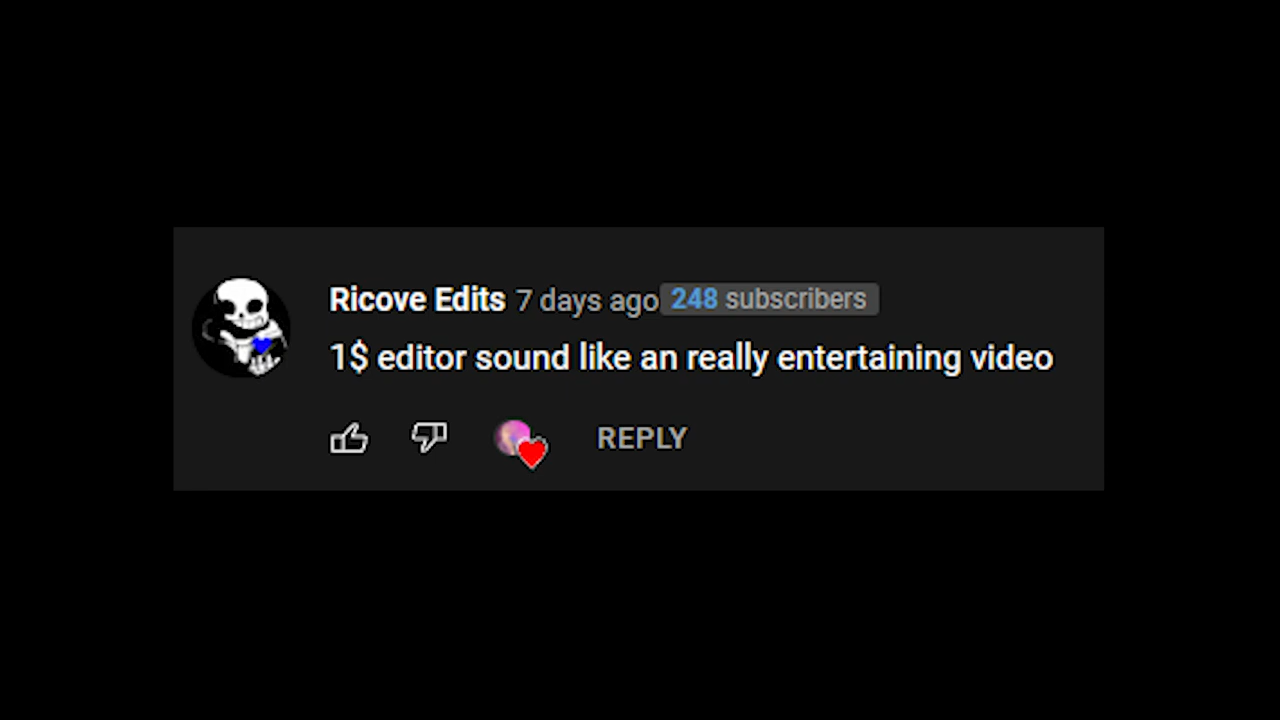 Ricove Edits 7 days ago 248 subscribers
1$ editor sound like an really entertaining video
REPLY